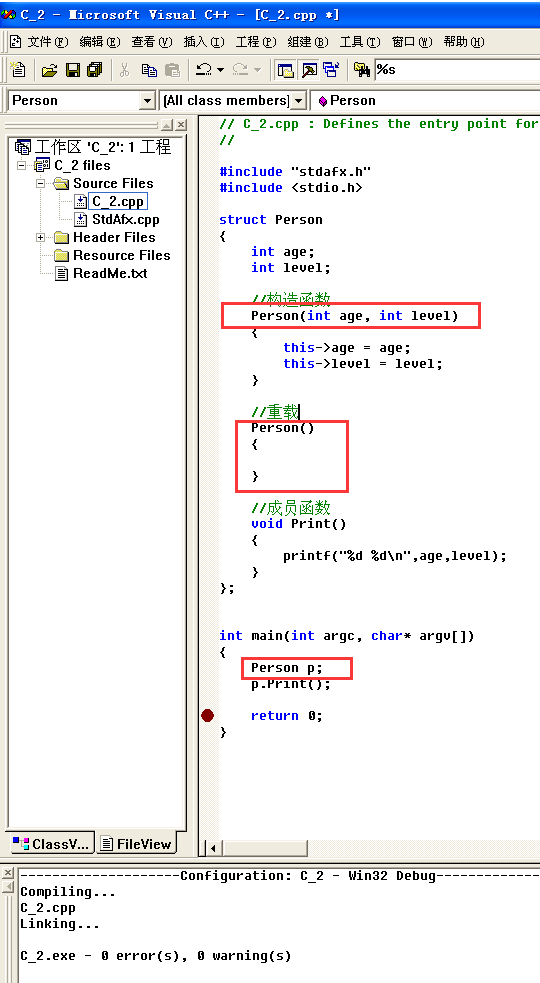 C_2 - Microsoft Visual C++ - [C_2.cpp *]
文件(F) 编辑(E) 查看(V) 插入(I) 工程(P) 组建(B) 工具(T) 窗口(W) 帮助(H)
%s
Person [All class members] Person
工作区 'C_2': 1 工程
C_2 files
Source Files
C_2.cpp
StdAfx.cpp
Header Files
Resource Files
ReadMe.txt
ClassV... FileView
// C_2.cpp : Defines the entry point for
//
#include "stdafx.h"
#include <stdio.h>
struct Person
{
int age;
int level;
//构造函数
Person(int age, int level)
{
this->age = age;
this->level = level;
}
//重载
Person()
{
}
//成员函数
void Print()
{
printf("%d %d\n",age,level);
}
};
int main(int argc, char* argv[])
{
Person p;
p.Print();
return 0;
}
--------------------Configuration: C_2 - Win32 Debug-------------
Compiling...
C_2.cpp
Linking...
C_2.exe - 0 error(s), 0 warning(s)